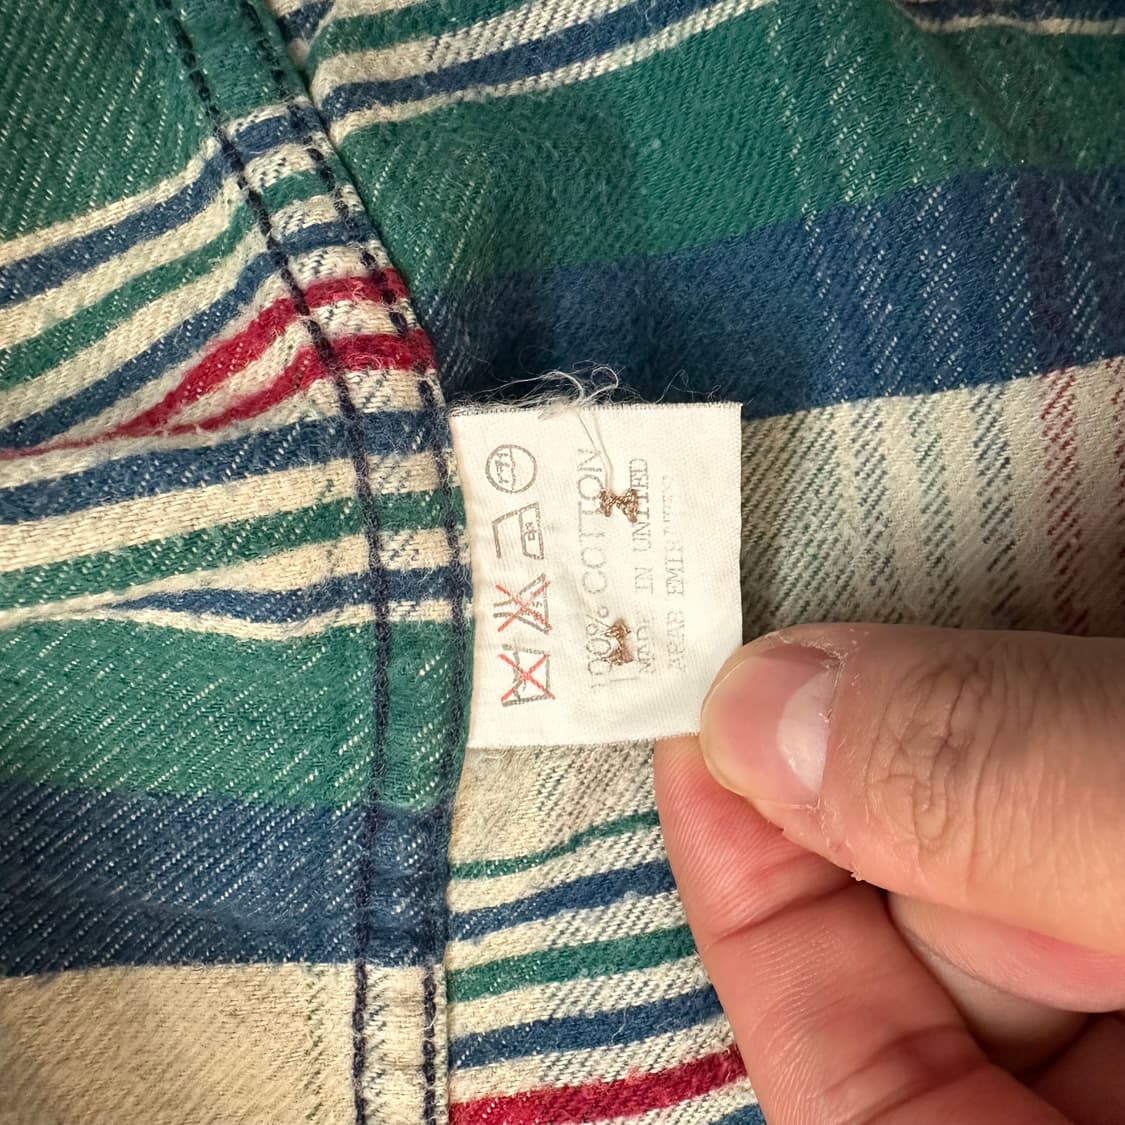 100% COTTON
MADE IN UNITED
ARAB EMIRATES